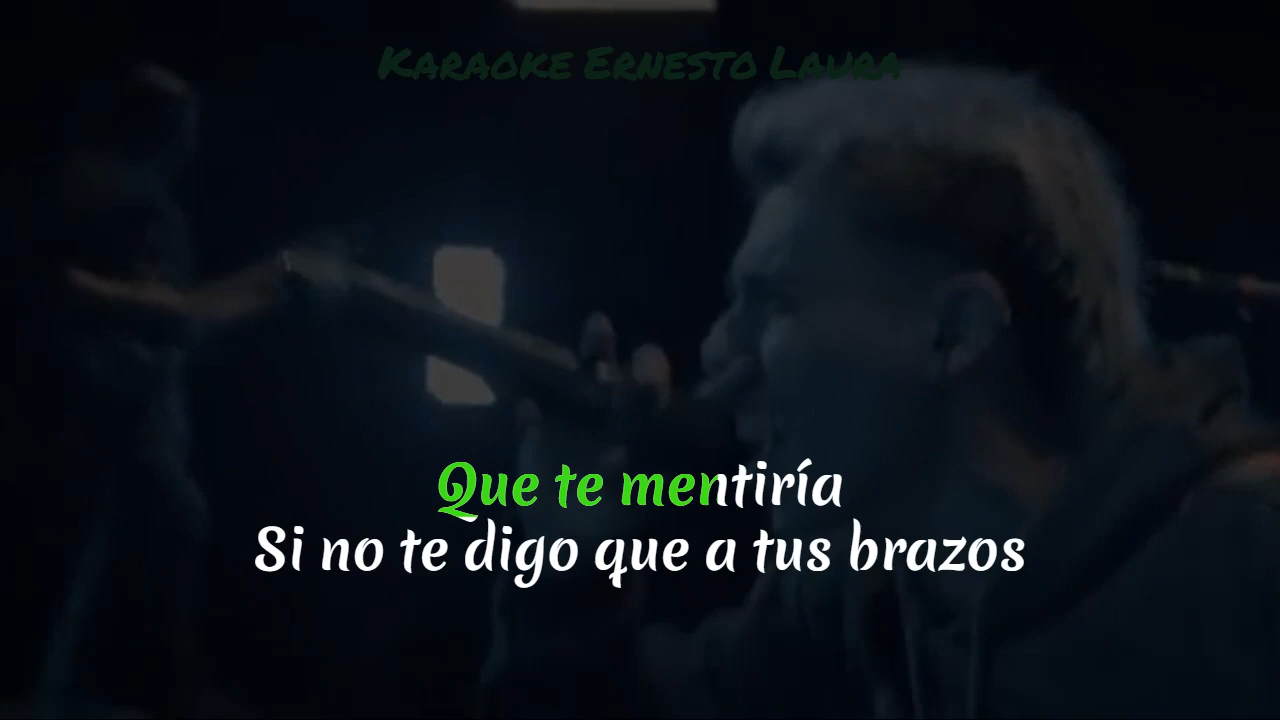 Karaoke Ernesto Laura
Que te mentiría
Si no te digo que a tus brazos